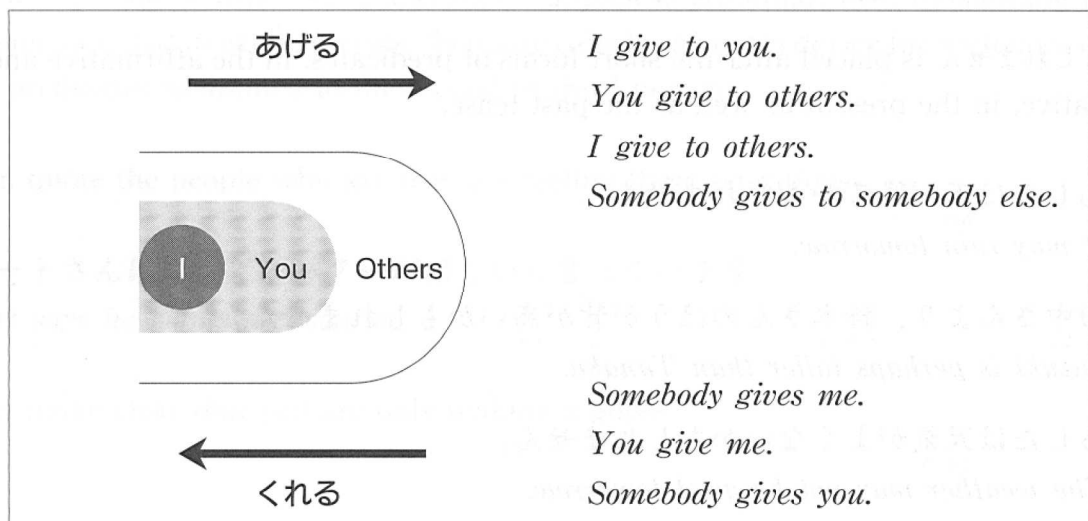 あげる
I give to you.
You give to others.
I give to others.
Somebody gives to somebody else.
I You Others
Somebody gives me.
You give me.
くれる
Somebody gives you.